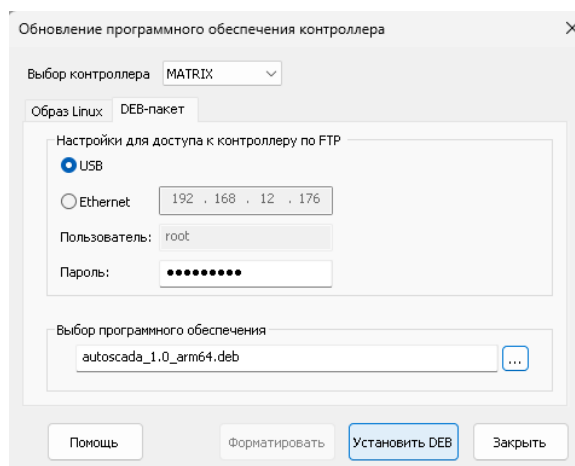 Обновление программного обеспечения контроллера
Выбор контроллера MATRIX
Образ Linux DEB-пакет
Настройки для доступа к контроллеру по FTP
USB
Ethernet 192 . 168 . 12 . 176
Пользователь: root
Пароль: •••••••••
Выбор программного обеспечения
autoscada_1.0_arm64.deb ...
Помощь Форматировать Установить DEB Закрыть